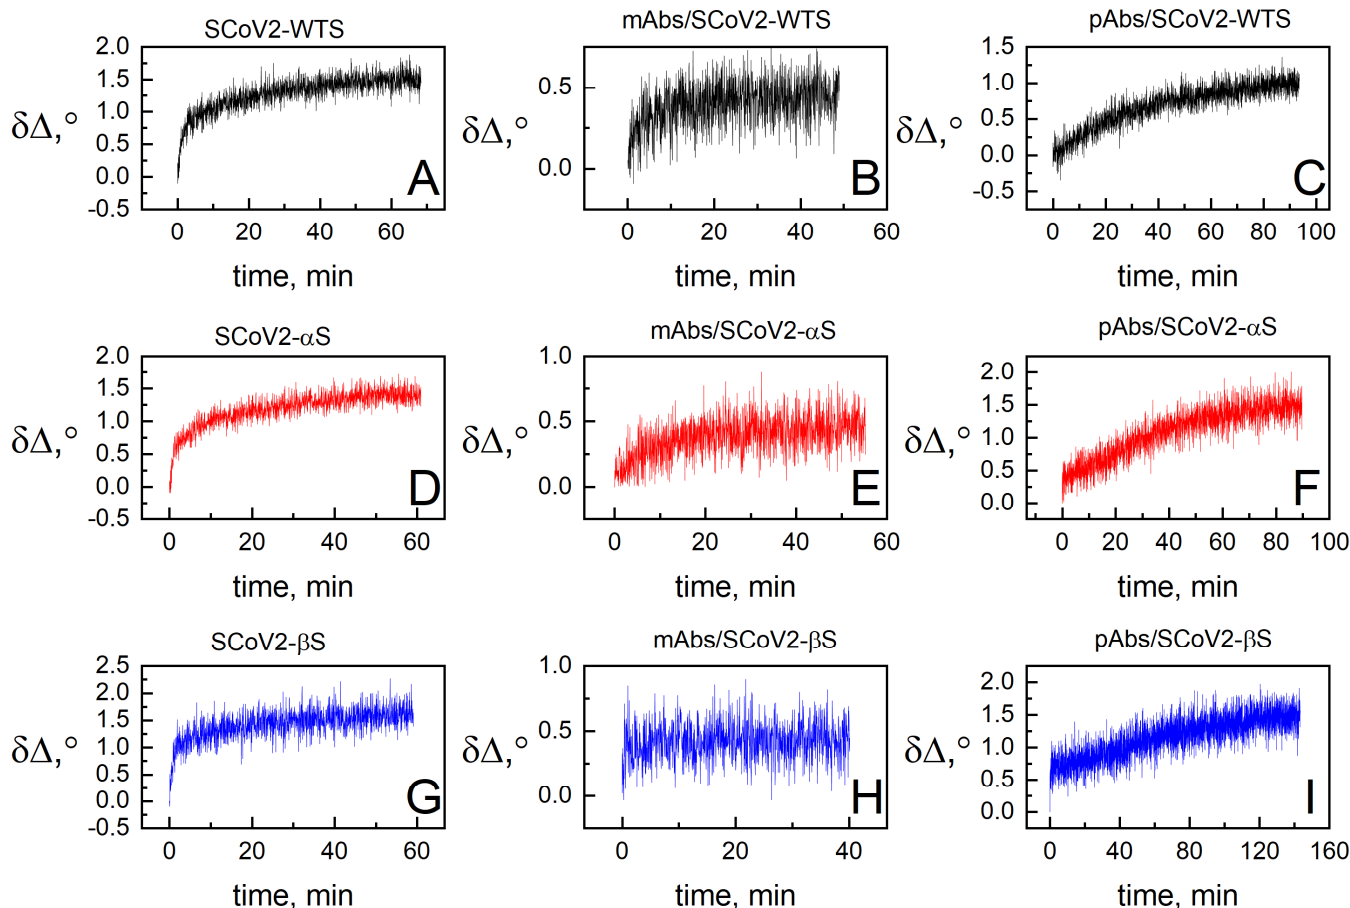 SCoV2-WTS
2.0
1.5
1.0
0.5
0.0
-0.5
δΔ,°
A
0 20 40 60
time, min
mAbs/SCoV2-WTS
0.5
0.0
δΔ,°
B
0 20 40 60
time, min
pAbs/SCoV2-WTS
1.5
1.0
0.5
0.0
-0.5
δΔ,°
C
0 20 40 60 80 100
time, min
SCoV2-αS
2.0
1.5
1.0
0.5
0.0
-0.5
δΔ,°
D
0 20 40 60
time, min
mAbs/SCoV2-αS
1.0
0.5
0.0
δΔ,°
E
0 20 40 60
time, min
pAbs/SCoV2-αS
2.0
1.5
1.0
0.5
0.0
δΔ,°
F
0 20 40 60 80 100
time, min
SCoV2-βS
2.5
2.0
1.5
1.0
0.5
0.0
-0.5
δΔ,°
G
0 20 40 60
time, min
mAbs/SCoV2-βS
1.0
0.5
0.0
δΔ,°
H
0 20 40
time, min
pAbs/SCoV2-βS
2.0
1.5
1.0
0.5
0.0
δΔ,°
I
0 40 80 120 160
time, min